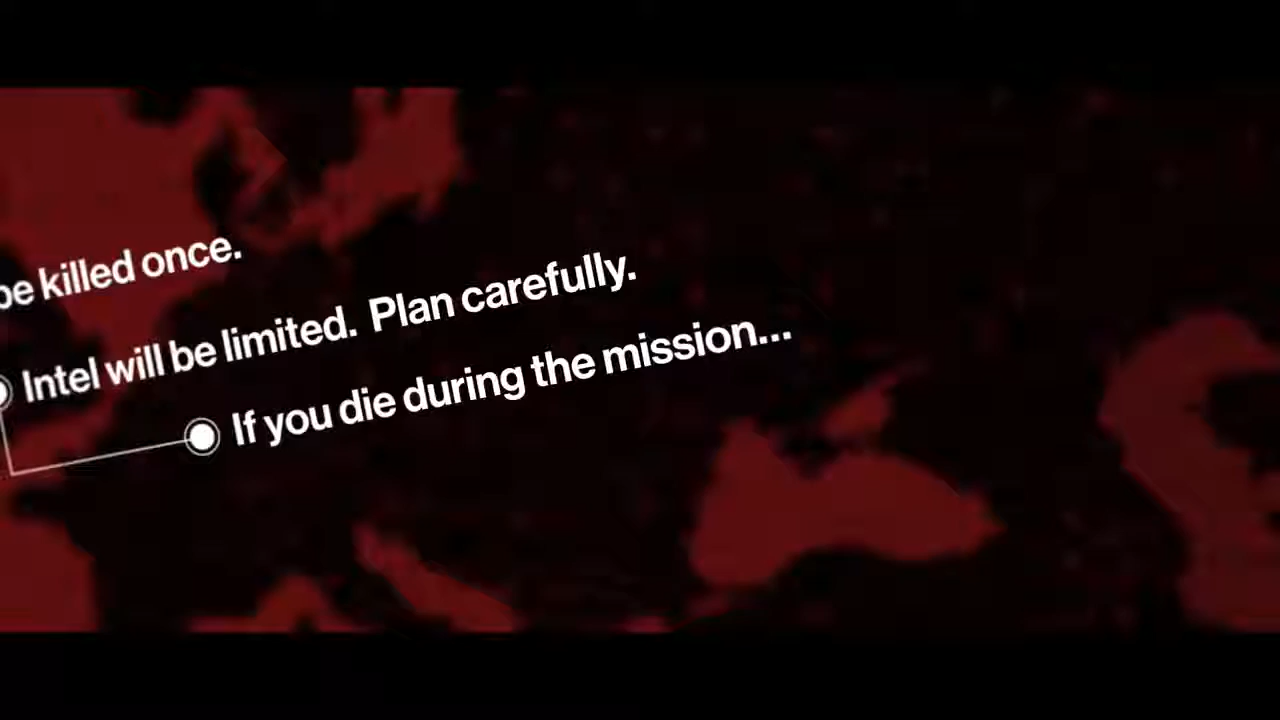 be killed once.
Intel will be limited. Plan carefully.
If you die during the mission...